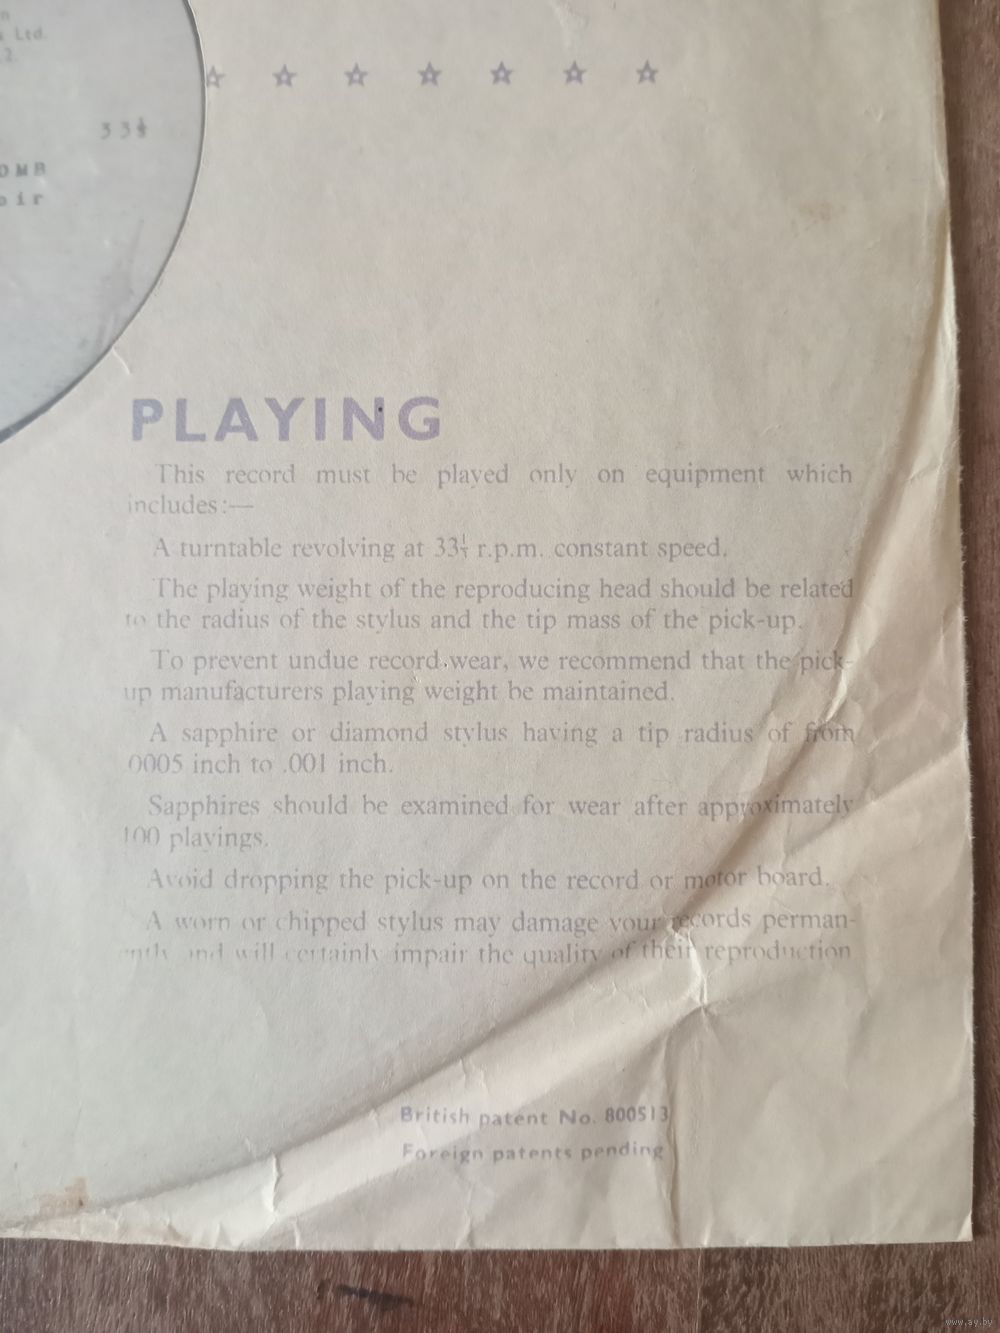 Ltd.
2.
33⅓
OMB
oir
PLAYING
This record must be played only on equipment which
includes:—
A turntable revolving at 33⅓ r.p.m. constant speed.
The playing weight of the reproducing head should be related
to the radius of the stylus and the tip mass of the pick-up.
To prevent undue record wear, we recommend that the pick-
up manufacturers playing weight be maintained.
A sapphire or diamond stylus having a tip radius of from
.0005 inch to .001 inch.
Sapphires should be examined for wear after approximately
100 playings.
Avoid dropping the pick-up on the record or motor board.
A worn or chipped stylus may damage your records perman-
ently and will certainly impair the quality of their reproduction
British patent No. 800513
Foreign patents pending
www.ay.by